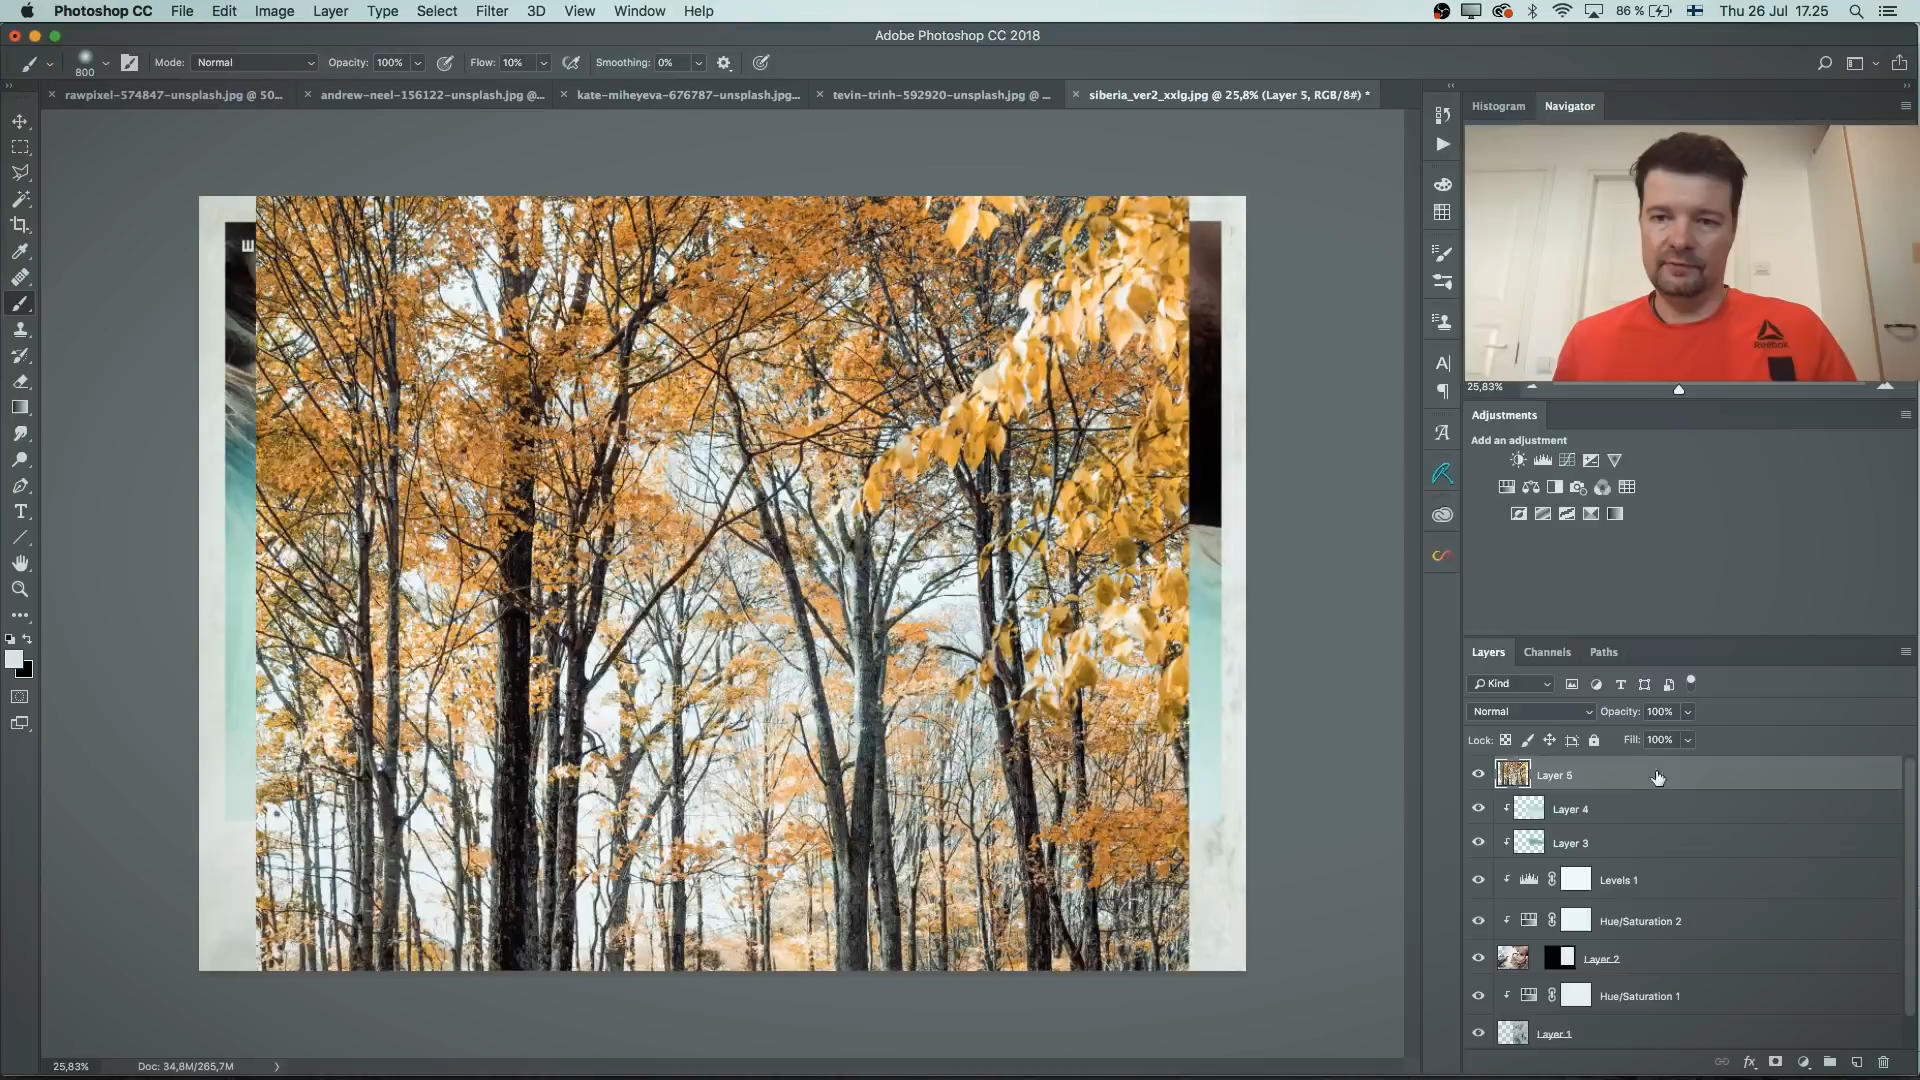 Photoshop CC File Edit Image Layer Type Select Filter 3D View Window Help 86 % Thu 26 Jul 17.25
Adobe Photoshop CC 2018
800 Mode: Normal Opacity: 100% Flow: 10% Smoothing: 0%
rawpixel-574847-unsplash.jpg @ 50... andrew-neel-156122-unsplash.jpg @... kate-miheyeva-676787-unsplash.jpg... tevin-trinh-592920-unsplash.jpg @ ... siberia_ver2_xxlg.jpg @ 25,8% (Layer 5, RGB/8#) *
Histogram Navigator
Reebok
25,83%
Adjustments
Add an adjustment
Layers Channels Paths
Kind
Normal Opacity: 100%
Lock: Fill: 100%
Layer 5
Layer 4
Layer 3
Levels 1
Hue/Saturation 2
Layer 2
Hue/Saturation 1
Layer 1
25,83% Doc: 34,8M/265,7M